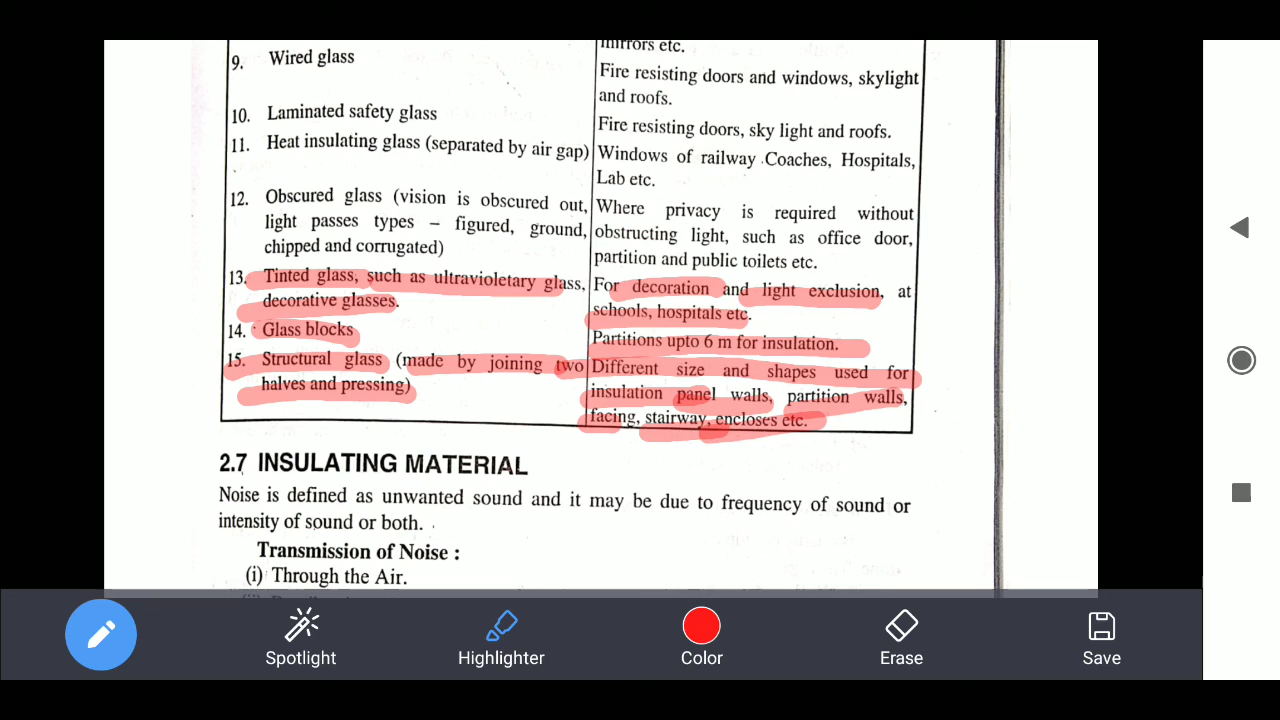 mirrors etc.
9. Wired glass
Fire resisting doors and windows, skylight
and roofs.
10. Laminated safety glass
Fire resisting doors, sky light and roofs.
11. Heat insulating glass (separated by air gap)
Windows of railway Coaches, Hospitals,
Lab etc.
12. Obscured glass (vision is obscured out,
light passes types – figured, ground,
chipped and corrugated)
Where privacy is required without
obstructing light, such as office door,
partition and public toilets etc.
13. Tinted glass, such as ultravioletary glass,
decorative glasses.
For decoration and light exclusion, at
schools, hospitals etc.
14. Glass blocks
Partitions upto 6 m for insulation.
15. Structural glass (made by joining two
halves and pressing)
Different size and shapes used for
insulation panel walls, partition walls,
facing, stairway, encloses etc.
2.7 INSULATING MATERIAL
Noise is defined as unwanted sound and it may be due to frequency of sound or
intensity of sound or both.
Transmission of Noise :
(i) Through the Air.
Spotlight
Highlighter
Color
Erase
Save